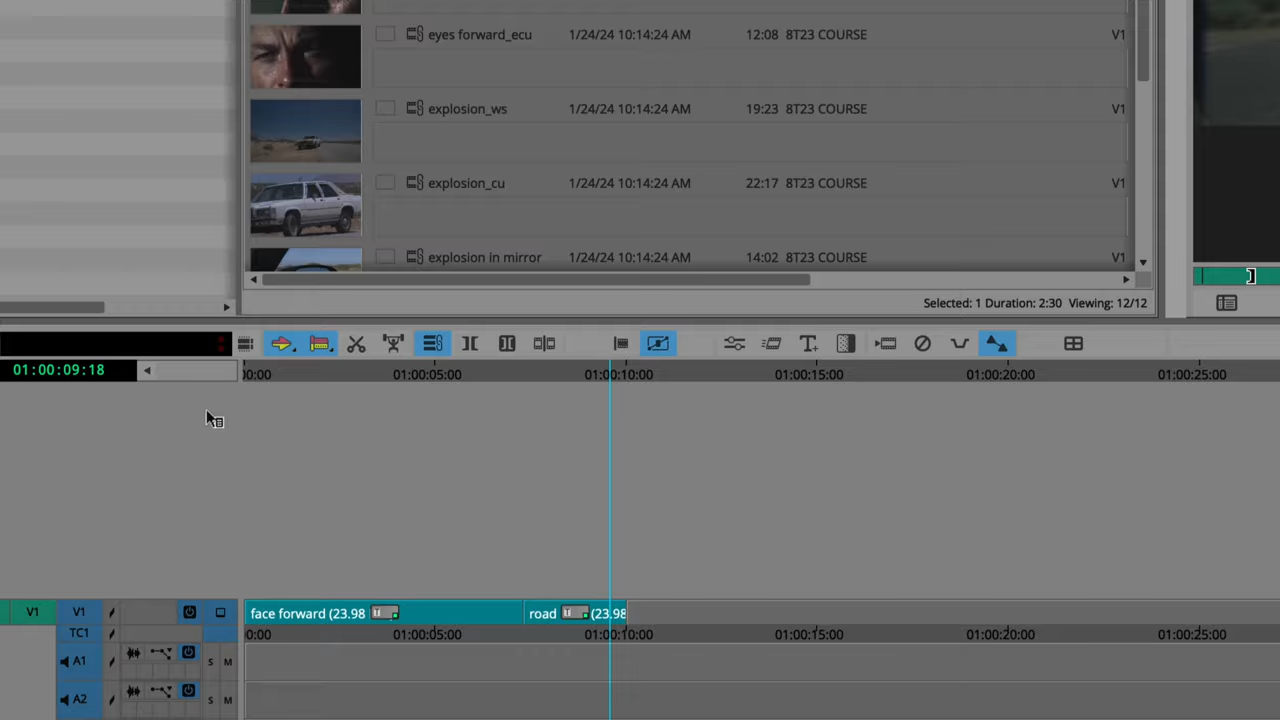 eyes forward_ecu 1/24/24 10:14:24 AM 12:08 8T23 COURSE V1
explosion_ws 1/24/24 10:14:24 AM 19:23 8T23 COURSE
explosion_cu 1/24/24 10:14:24 AM 22:17 8T23 COURSE V1
explosion in mirror 1/24/24 10:14:24 AM 14:02 8T23 COURSE V1
Selected: 1 Duration: 2:30 Viewing: 12/12
01:00:09:18 00:00 01:00:05:00 01:00:10:00 01:00:15:00 01:00:20:00 01:00:25:00
V1 V1 face forward (23.98 road (23.98
TC1 0:00 01:00:05:00 01:00:10:00 01:00:15:00 01:00:20:00 01:00:25:00
A1 S M
A2 S M